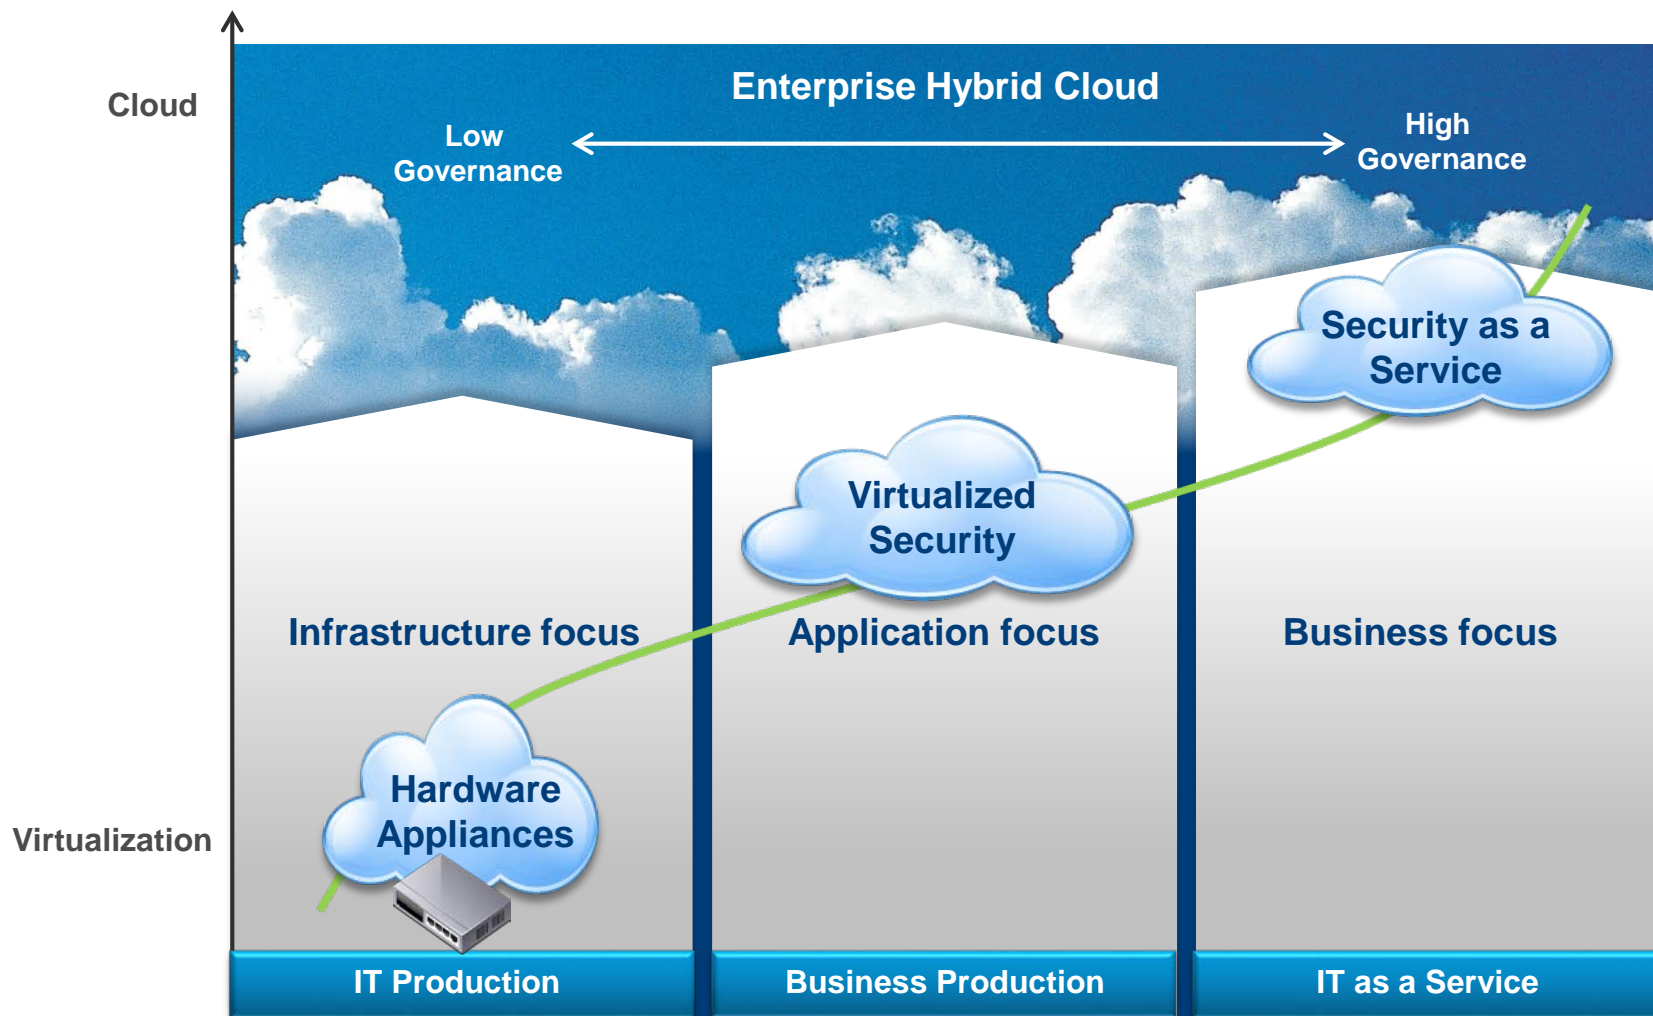 Enterprise Hybrid Cloud
Cloud
Low
Governance
High
Governance
Security as a
Service
Virtualized
Security
Infrastructure focus
Application focus
Business focus
Hardware
Appliances
Virtualization
IT Production
Business Production
IT as a Service